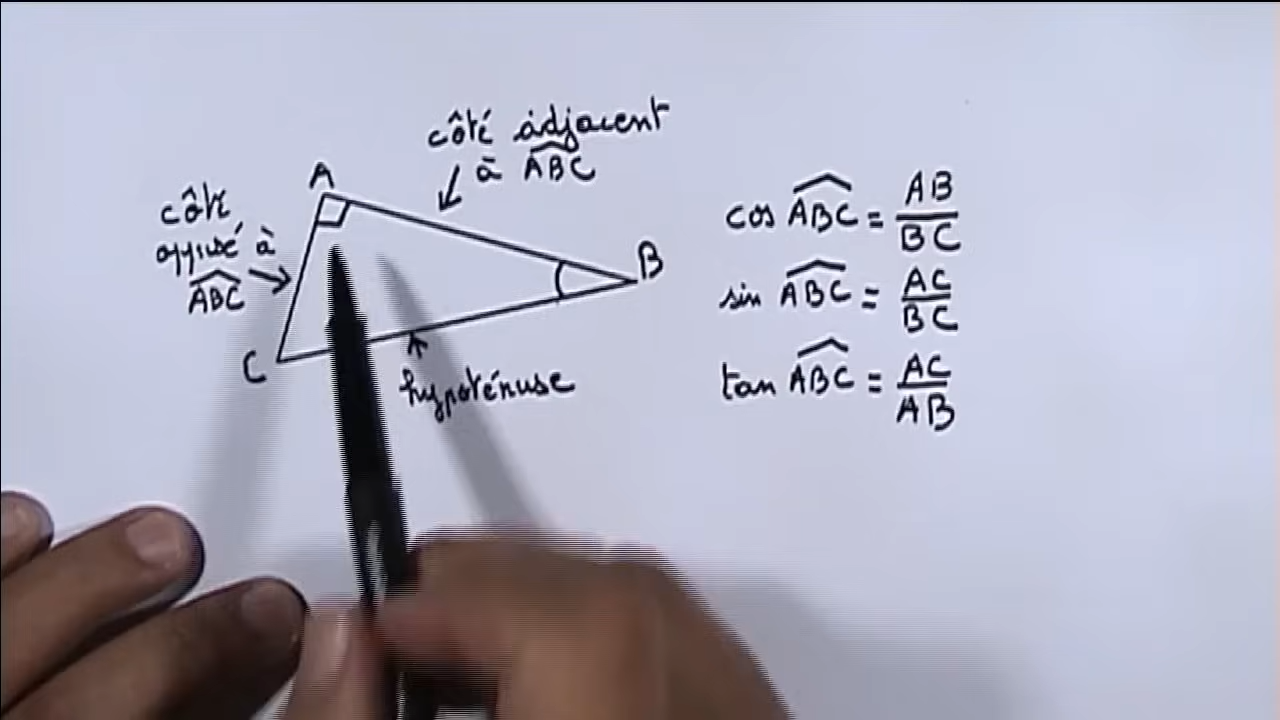 côté adjacent
à ABC
A
côté
opposé à
ABC
B
C
hypoténuse
cos ABC = AB/BC
sin ABC = AC/BC
tan ABC = AC/AB